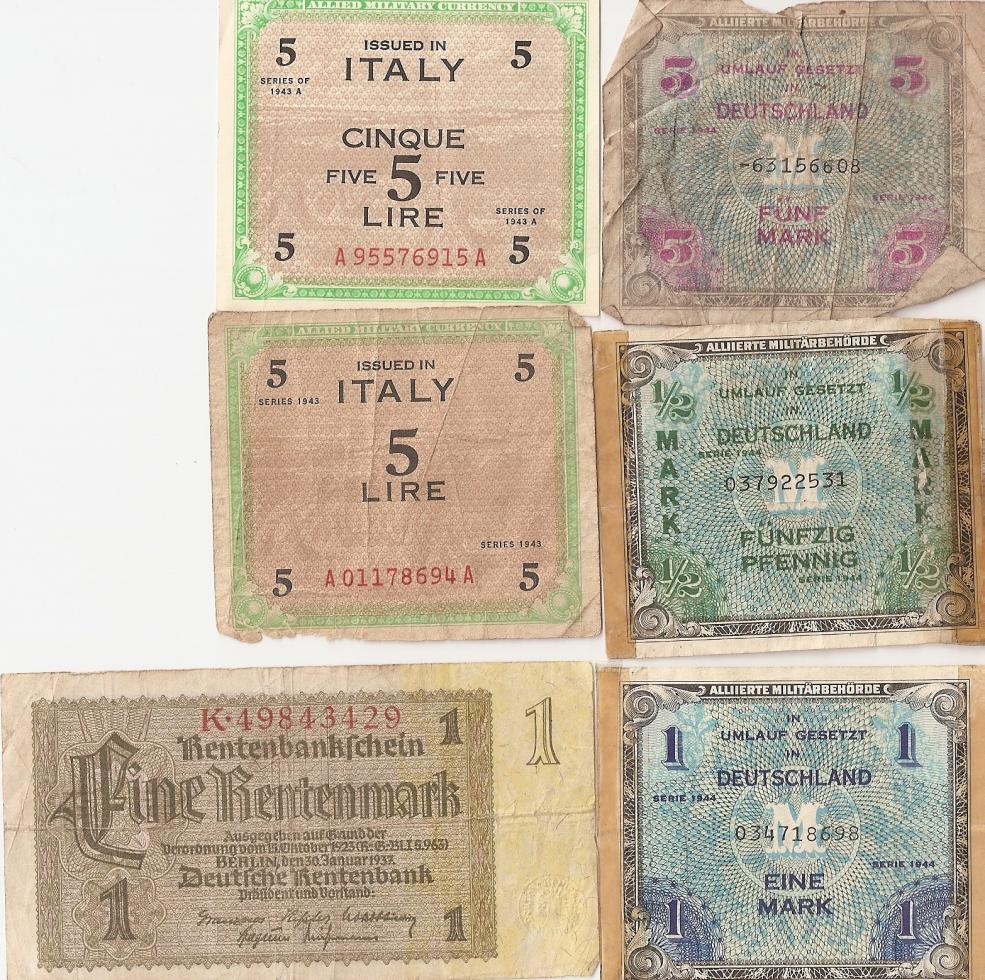 ALLIED MILITARY CURRENCY
5 ISSUED IN 5
ITALY
SERIES OF
1943 A
CINQUE
FIVE 5 FIVE
LIRE
SERIES OF
1943 A
5 A 95576915 A 5
ALLIIERTE MILITÄRBEHÖRDE
5 IN 5
UMLAUF GESETZT
IN
DEUTSCHLAND
SERIE 1944
M
-63156608
SERIE 1944
FÜNF
MARK
5 5
ALLIED MILITARY CURRENCY
5 ISSUED IN 5
SERIES 1943 ITALY
5
LIRE
SERIES 1943
5 A 01178694 A 5
ALLIIERTE MILITÄRBEHÖRDE
1/2 IN 1/2
UMLAUF GESETZT
IN
MARK DEUTSCHLAND MARK
SERIE 1944
M
037922531
FÜNFZIG
PFENNIG
1/2 SERIE 1944 1/2
K·49843429
1
Rentenbankschein
1
Eine Rentenmark
Ausgegeben auf Grund der
Verordnung vom 15. Oktober 1923 (R.-G.-Bl. I S. 963)
BERLIN, den 30. Januar 1937.
Deutsche Rentenbank
Präsident und Vorstand:
1 1
ALLIIERTE MILITÄRBEHÖRDE
1 IN 1
UMLAUF GESETZT
IN
DEUTSCHLAND
SERIE 1944
M
034718698
SERIE 1944
EINE
MARK
1 1